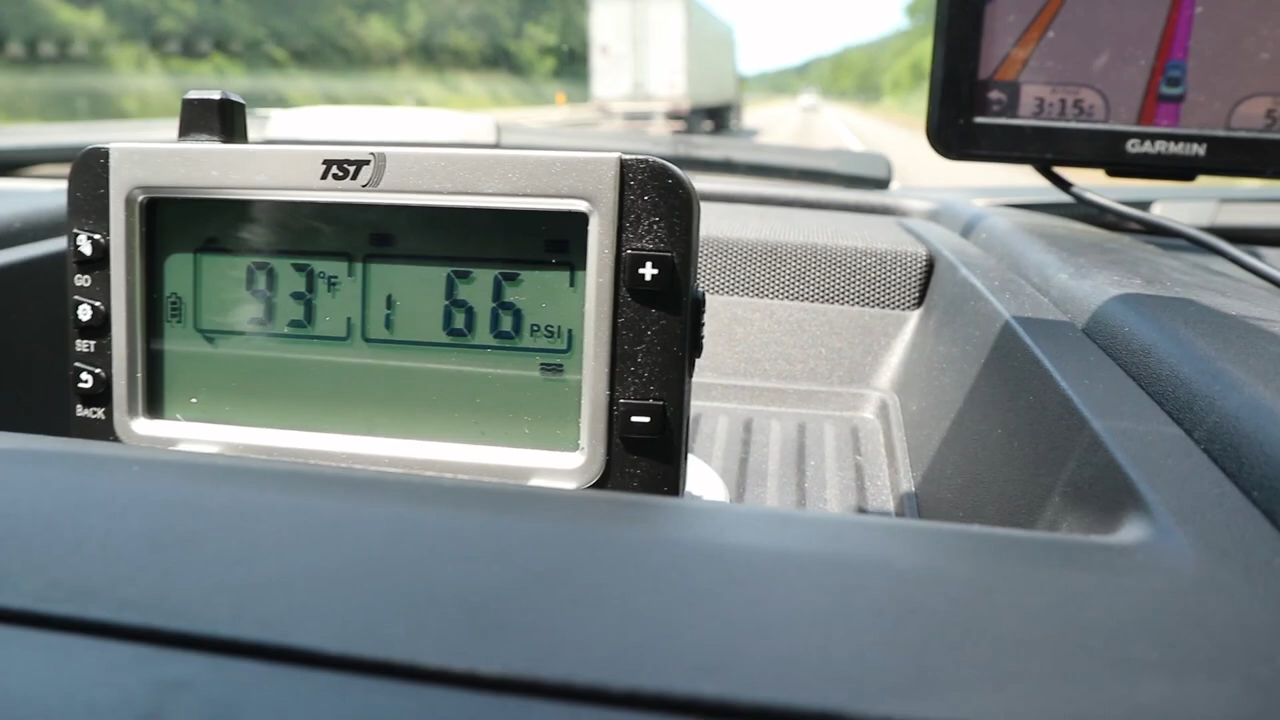 TST
93 °F
1 66 PSI
GO
SET
BACK
+
-
3:15
GARMIN